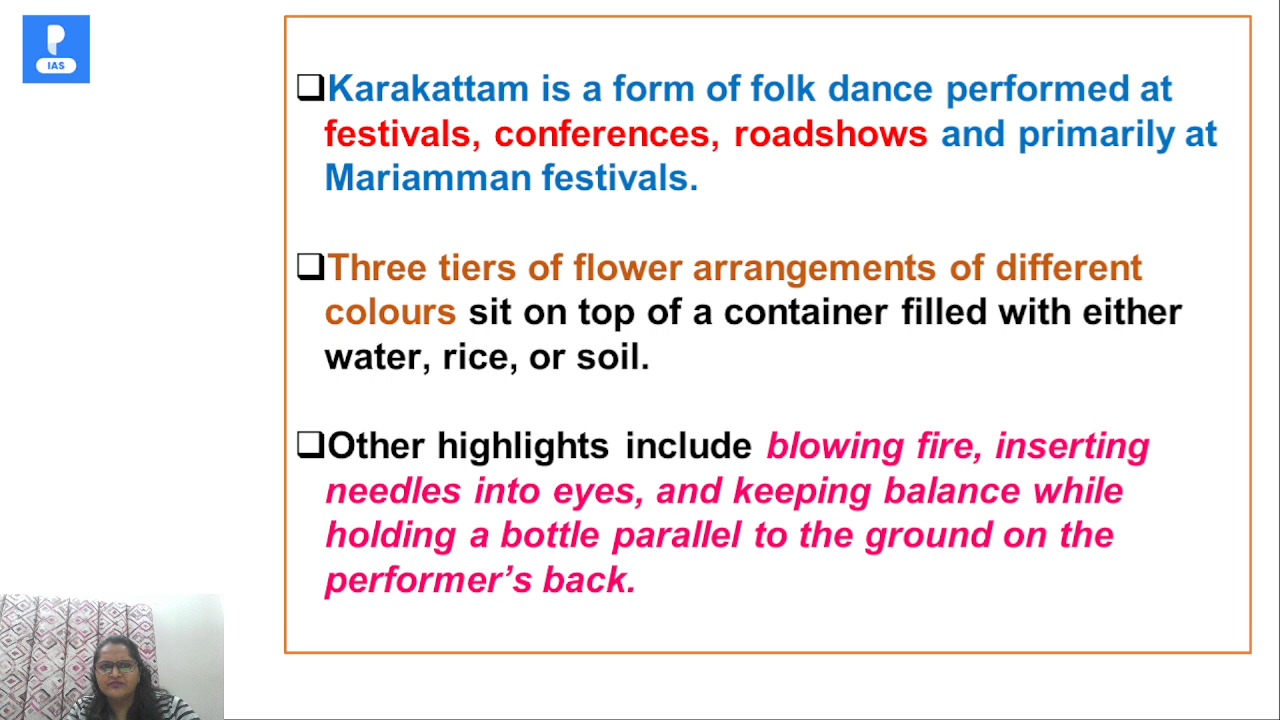 IAS
❑Karakattam is a form of folk dance performed at
festivals, conferences, roadshows and primarily at
Mariamman festivals.
❑Three tiers of flower arrangements of different
colours sit on top of a container filled with either
water, rice, or soil.
❑Other highlights include blowing fire, inserting
needles into eyes, and keeping balance while
holding a bottle parallel to the ground on the
performer’s back.